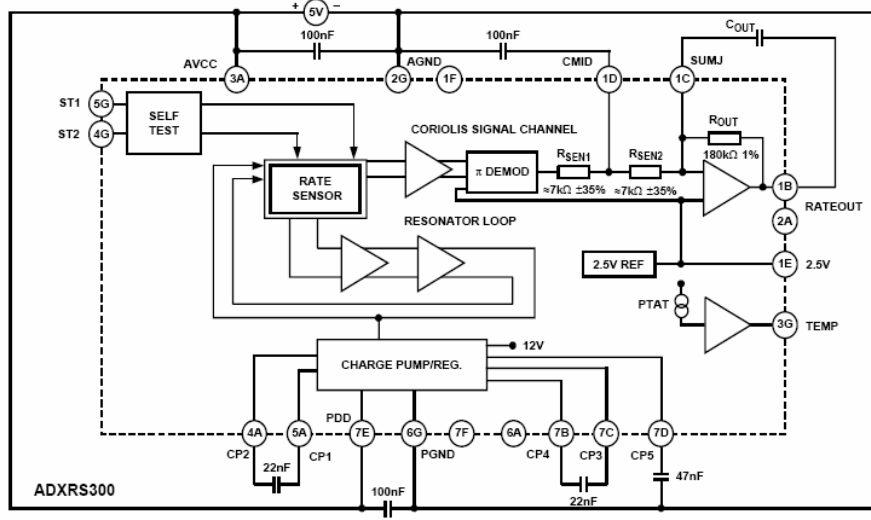 + 5V −
100nF
100nF
COUT
AVCC
3A
2G
AGND
1F
CMID
1D
SUMJ
1C
ST1
5G
ST2
4G
SELF
TEST
CORIOLIS SIGNAL CHANNEL
ROUT
180kΩ 1%
RATE
SENSOR
π DEMOD
RSEN1
≈7kΩ ±35%
RSEN2
≈7kΩ ±35%
1B
RATEOUT
2A
RESONATOR LOOP
2.5V REF
1E
2.5V
PTAT
3G
TEMP
12V
CHARGE PUMP/REG.
PDD
4A
5A
7E
6G
7F
6A
7B
7C
7D
CP2
CP1
PGND
CP4
CP3
CP5
22nF
100nF
22nF
47nF
ADXRS300